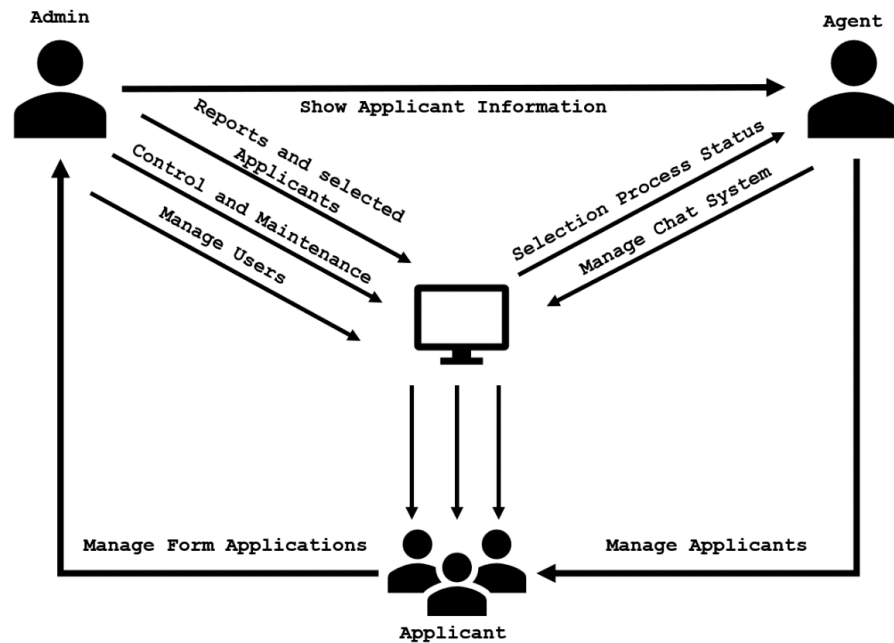 Admin
Agent
Show Applicant Information
Reports and selected
Applicants
Control and Maintenance
Manage Users
Selection Process Status
Manage Chat System
Manage Form Applications
Manage Applicants
Applicant